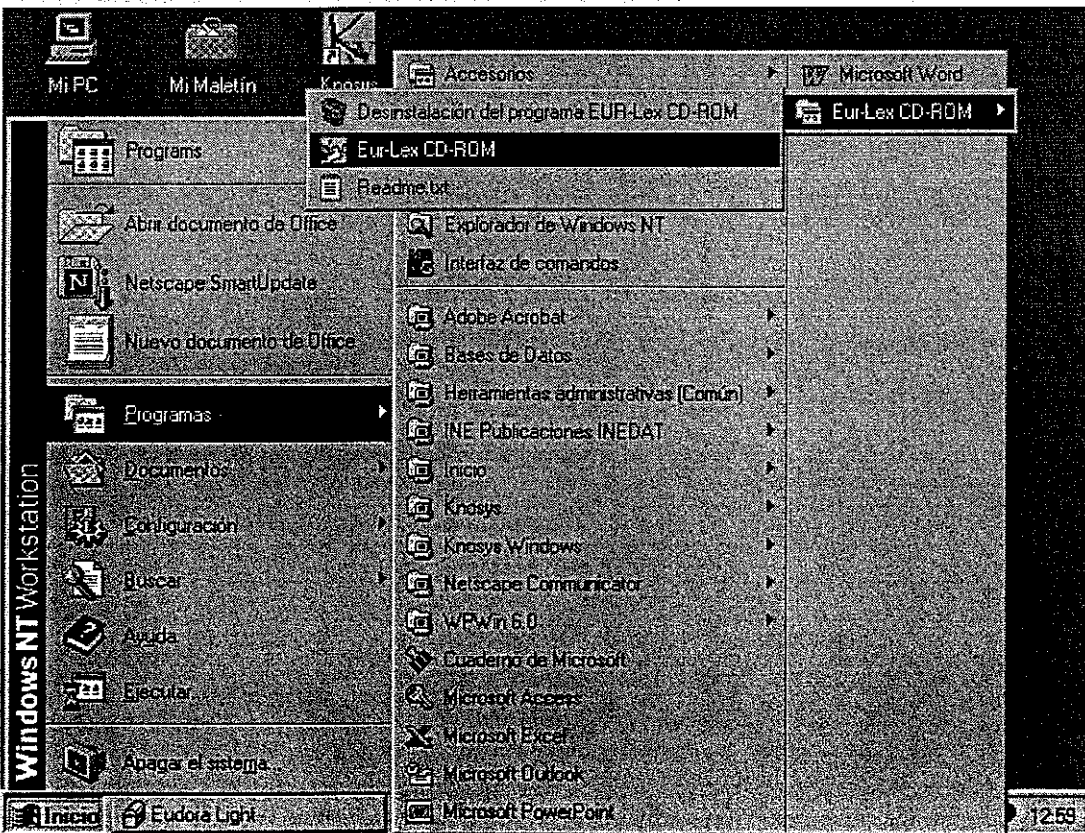 Mi PC
Mi Maletín
Knosys
Accesorios
Microsoft Word
Desinstalación del programa EUR-Lex CD-ROM
Eur-Lex CD-ROM
Eur-Lex CD-ROM
Readme.txt
Programs
Abrir documento de Office
Netscape SmartUpdate
Nuevo documento de Office
Programas
Documentos
Configuración
Buscar
Ayuda
Ejecutar...
Apagar el sistema...
Windows NT Workstation
Explorador de Windows NT
Interfaz de comandos
Adobe Acrobat
Bases de Datos
Herramientas administrativas (Común)
INE Publicaciones INEDAT
Inicio
Knosys
Knosys Windows
Netscape Communicator
WPWin 6.0
Cuaderno de Microsoft
Microsoft Access
Microsoft Excel
Microsoft Outlook
Microsoft PowerPoint
Inicio
Eudora Light
12:59